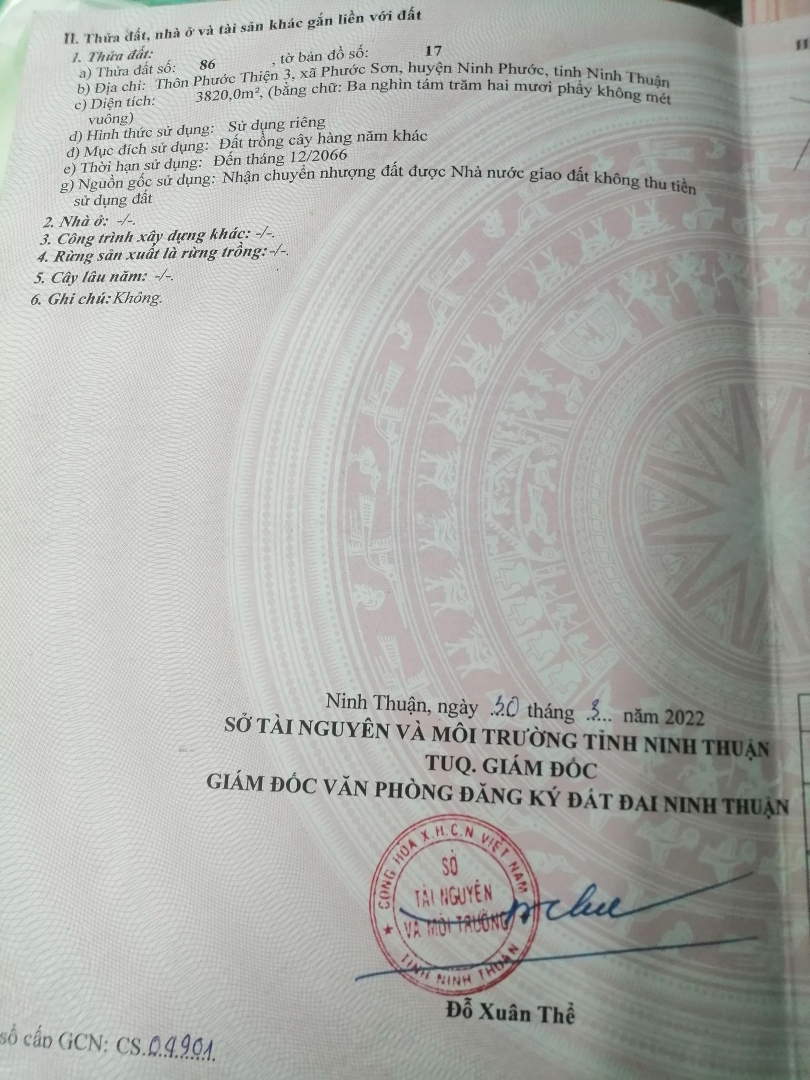 II. Thửa đất, nhà ở và tài sản khác gắn liền với đất
1. Thửa đất:
a) Thửa đất số: 86 , tờ bản đồ số: 17
b) Địa chỉ: Thôn Phước Thiện 3, xã Phước Sơn, huyện Ninh Phước, tỉnh Ninh Thuận
c) Diện tích: 3820,0m², (bằng chữ: Ba nghìn tám trăm hai mươi phẩy không mét
vuông)
d) Hình thức sử dụng: Sử dụng riêng
đ) Mục đích sử dụng: Đất trồng cây hàng năm khác
e) Thời hạn sử dụng: Đến tháng 12/2066
g) Nguồn gốc sử dụng: Nhận chuyển nhượng đất được Nhà nước giao đất không thu tiền
sử dụng đất
2. Nhà ở: -/-.
3. Công trình xây dựng khác: -/-.
4. Rừng sản xuất là rừng trồng: -/-.
5. Cây lâu năm: -/-.
6. Ghi chú: Không.
Ninh Thuận, ngày 30 tháng 3 năm 2022
SỞ TÀI NGUYÊN VÀ MÔI TRƯỜNG TỈNH NINH THUẬN
TUQ. GIÁM ĐỐC
GIÁM ĐỐC VĂN PHÒNG ĐĂNG KÝ ĐẤT ĐAI NINH THUẬN
CỘNG HÒA X.H.C.N VIỆT NAM
SỞ
TÀI NGUYÊN
VÀ MÔI TRƯỜNG
TỈNH NINH THUẬN
Đỗ Xuân Thể
số cấp GCN: CS.04901